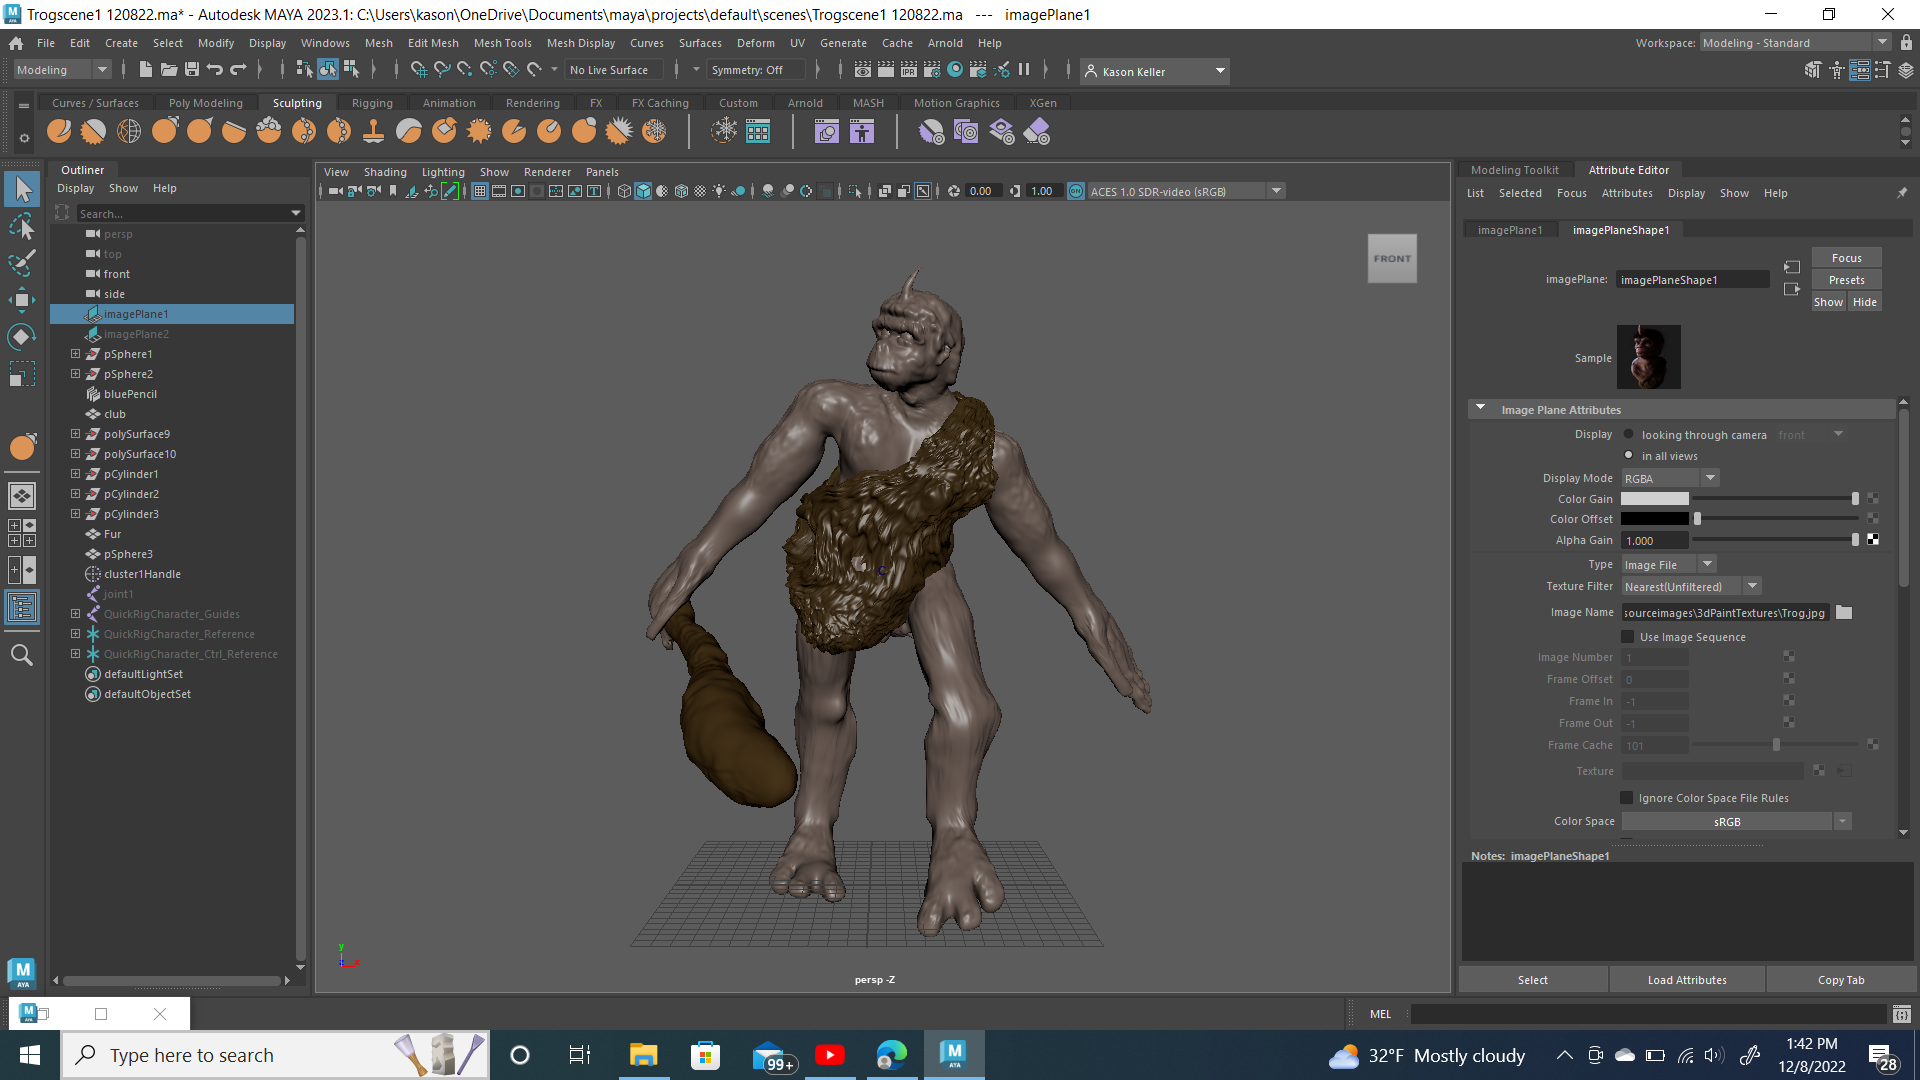 Trogscene1 120822.ma* - Autodesk MAYA 2023.1: C:\Users\kason\OneDrive\Documents\maya\projects\default\scenes\Trogscene1 120822.ma --- imagePlane1
File Edit Create Select Modify Display Windows Mesh Edit Mesh Mesh Tools Mesh Display Curves Surfaces Deform UV Generate Cache Arnold Help
Workspace: Modeling - Standard
Modeling No Live Surface Symmetry: Off IPR Kason Keller
Curves / Surfaces Poly Modeling Sculpting Rigging Animation Rendering FX FX Caching Custom Arnold MASH Motion Graphics XGen
Outliner
Display Show Help
Search...
persp
top
front
side
imagePlane1
imagePlane2
pSphere1
pSphere2
bluePencil
club
polySurface9
polySurface10
pCylinder1
pCylinder2
pCylinder3
Fur
pSphere3
cluster1Handle
joint1
QuickRigCharacter_Guides
QuickRigCharacter_Reference
QuickRigCharacter_Ctrl_Reference
defaultLightSet
defaultObjectSet
View Shading Lighting Show Renderer Panels
0.00 1.00 ON ACES 1.0 SDR-video (sRGB)
FRONT
y
z x
persp -Z
Modeling Toolkit Attribute Editor
List Selected Focus Attributes Display Show Help
imagePlane1 imagePlaneShape1
Focus
imagePlane: imagePlaneShape1 Presets
Show Hide
Sample
Image Plane Attributes
Display looking through camera front
in all views
Display Mode RGBA
Color Gain
Color Offset
Alpha Gain 1.000
Type Image File
Texture Filter Nearest(Unfiltered)
Image Name sourceimages\3dPaintTextures\Trog.jpg
Use Image Sequence
Image Number 1
Frame Offset 0
Frame In -1
Frame Out -1
Frame Cache 101
Texture
Ignore Color Space File Rules
Color Space sRGB
Notes: imagePlaneShape1
Select Load Attributes Copy Tab
M
AYA
MEL
Type here to search
99+
M
AYA
32°F Mostly cloudy
1:42 PM
12/8/2022
28